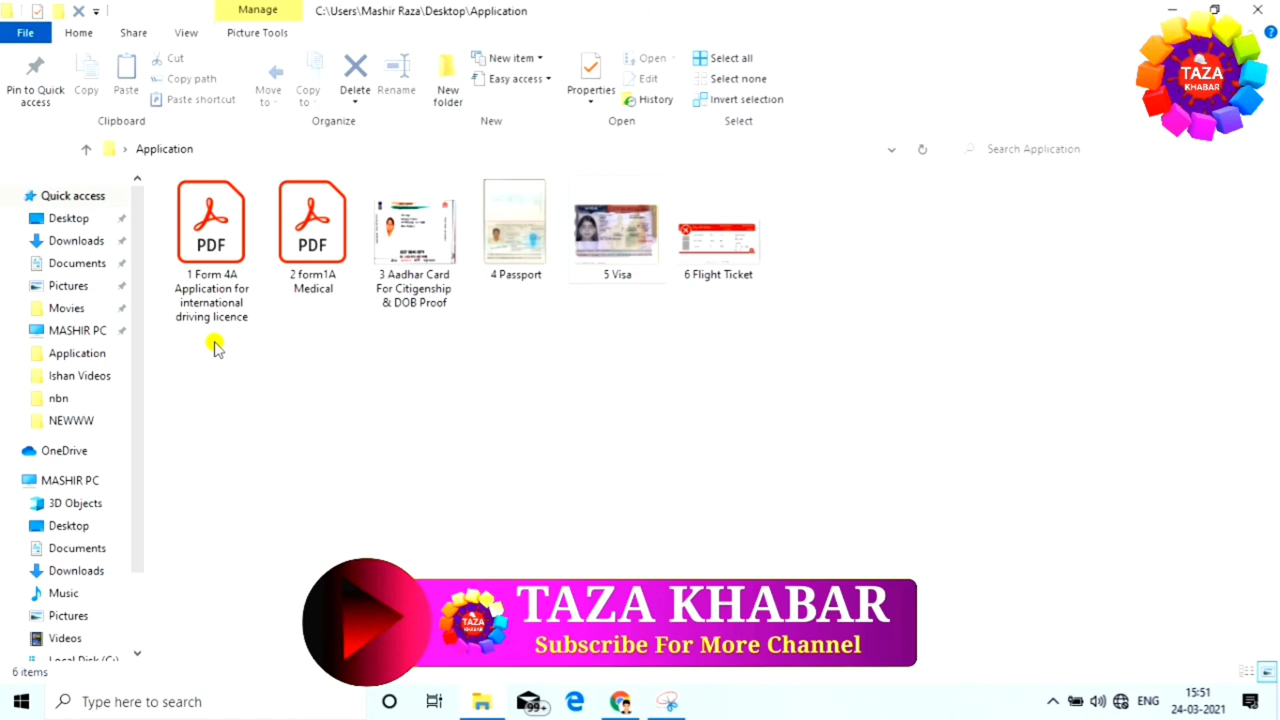 Manage
C:\Users\Mashir Raza\Desktop\Application
File
Home
Share
View
Picture Tools
Pin to Quick access
Copy
Paste
Cut
Copy path
Paste shortcut
Move to
Copy to
Delete
Rename
New folder
New item
Easy access
Properties
Open
Edit
History
Select all
Select none
Invert selection
Clipboard
Organize
New
Open
Select
TAZA
KHABAR
Application
Search Application
Quick access
Desktop
Downloads
Documents
Pictures
Movies
MASHIR PC
Application
Ishan Videos
nbn
NEWWW
OneDrive
MASHIR PC
3D Objects
Desktop
Documents
Downloads
Music
Pictures
Videos
Local Disk (C:)
PDF
1 Form 4A
Application for
international
driving licence
PDF
2 form1A
Medical
3 Aadhar Card
For Citigenship
& DOB Proof
4 Passport
5 Visa
6 Flight Ticket
TAZA
KHABAR
TAZA KHABAR
Subscribe For More Channel
6 items
Type here to search
99+
ENG
15:51
24-03-2021